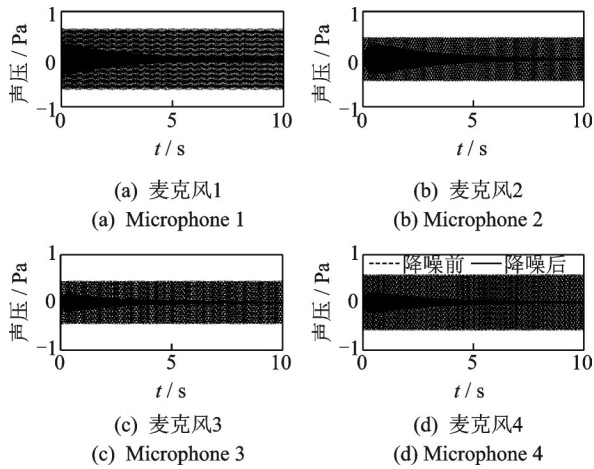 1
0
−1
声压 / Pa
0 5 10
t / s
(a) 麦克风1
(a) Microphone 1
1
0
−1
声压 / Pa
0 5 10
t / s
(b) 麦克风2
(b) Microphone 2
1
0
−1
声压 / Pa
0 5 10
t / s
(c) 麦克风3
(c) Microphone 3
1
0
−1
声压 / Pa
降噪前 降噪后
0 5 10
t / s
(d) 麦克风4
(d) Microphone 4